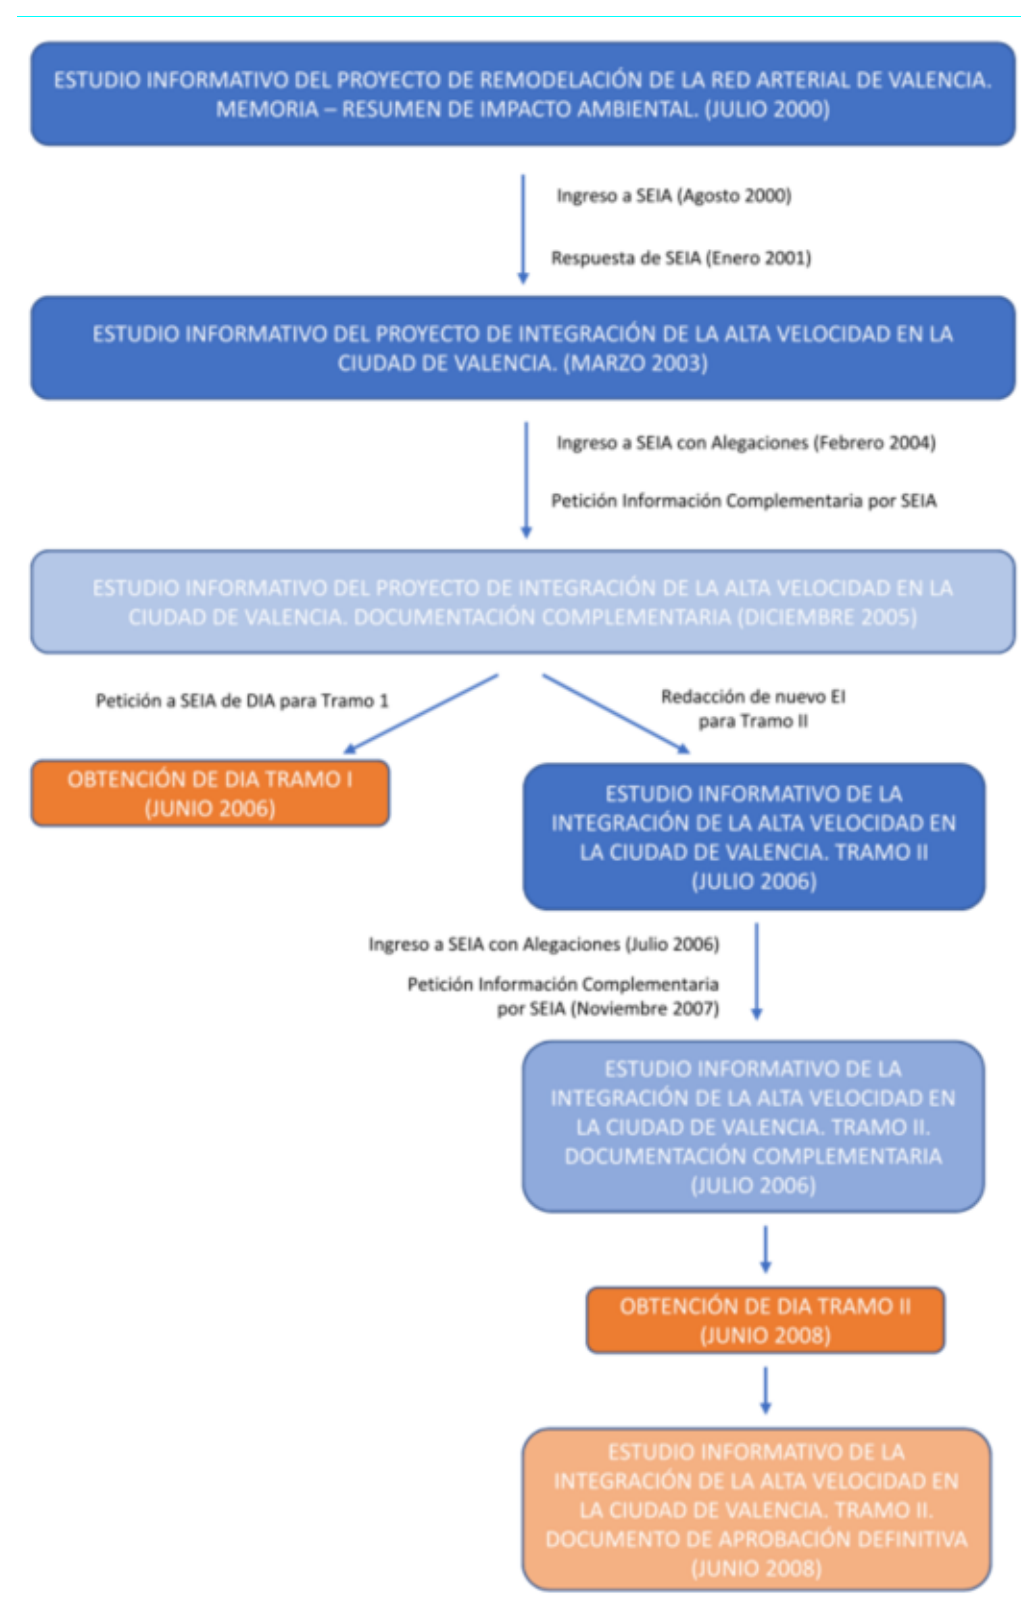 ESTUDIO INFORMATIVO DEL PROYECTO DE REMODELACIÓN DE LA RED ARTERIAL DE VALENCIA.
MEMORIA – RESUMEN DE IMPACTO AMBIENTAL. (JULIO 2000)
Ingreso a SEIA (Agosto 2000)
Respuesta de SEIA (Enero 2001)
ESTUDIO INFORMATIVO DEL PROYECTO DE INTEGRACIÓN DE LA ALTA VELOCIDAD EN LA
CIUDAD DE VALENCIA. (MARZO 2003)
Ingreso a SEIA con Alegaciones (Febrero 2004)
Petición Información Complementaria por SEIA
ESTUDIO INFORMATIVO DEL PROYECTO DE INTEGRACIÓN DE LA ALTA VELOCIDAD EN LA
CIUDAD DE VALENCIA. DOCUMENTACIÓN COMPLEMENTARIA (DICIEMBRE 2005)
Petición a SEIA de DIA para Tramo 1
Redacción de nuevo EI
para Tramo II
OBTENCIÓN DE DIA TRAMO I
(JUNIO 2006)
ESTUDIO INFORMATIVO DE LA
INTEGRACIÓN DE LA ALTA VELOCIDAD EN
LA CIUDAD DE VALENCIA. TRAMO II
(JULIO 2006)
Ingreso a SEIA con Alegaciones (Julio 2006)
Petición Información Complementaria
por SEIA (Noviembre 2007)
ESTUDIO INFORMATIVO DE LA
INTEGRACIÓN DE LA ALTA VELOCIDAD EN
LA CIUDAD DE VALENCIA. TRAMO II.
DOCUMENTACIÓN COMPLEMENTARIA
(JULIO 2006)
OBTENCIÓN DE DIA TRAMO II
(JUNIO 2008)
ESTUDIO INFORMATIVO DE LA
INTEGRACIÓN DE LA ALTA VELOCIDAD EN
LA CIUDAD DE VALENCIA. TRAMO II.
DOCUMENTO DE APROBACIÓN DEFINITIVA
(JUNIO 2008)